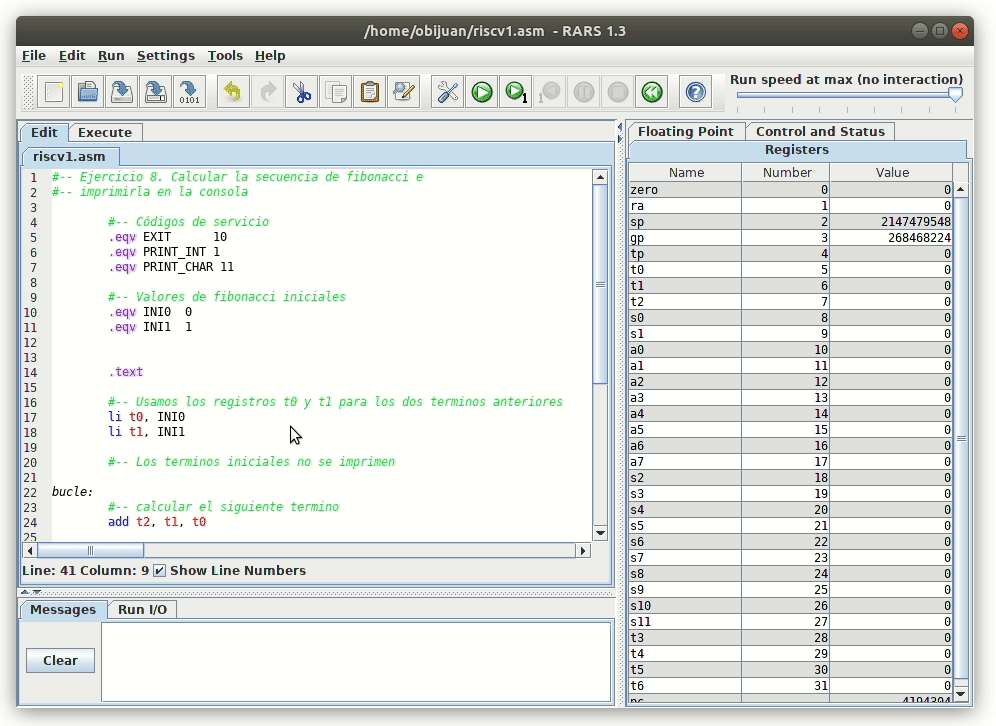 /home/obijuan/riscv1.asm - RARS 1.3
File Edit Run Settings Tools Help
0101
1
1
Run speed at max (no interaction)
Edit Execute
riscv1.asm
1 #-- Ejercicio 8. Calcular la secuencia de fibonacci e
2 #-- imprimirla en la consola
3
4 #-- Códigos de servicio
5 .eqv EXIT 10
6 .eqv PRINT_INT 1
7 .eqv PRINT_CHAR 11
8
9 #-- Valores de fibonacci iniciales
10 .eqv INI0 0
11 .eqv INI1 1
12
13
14 .text
15
16 #-- Usamos los registros t0 y t1 para los dos terminos anteriores
17 li t0, INI0
18 li t1, INI1
19
20 #-- Los terminos iniciales no se imprimen
21
22 bucle:
23 #-- calcular el siguiente termino
24 add t2, t1, t0
25
Line: 41 Column: 9 Show Line Numbers
Messages Run I/O
Clear
Floating Point Control and Status
Registers
Name Number Value
zero 0 0
ra 1 0
sp 2 2147479548
gp 3 268468224
tp 4 0
t0 5 0
t1 6 0
t2 7 0
s0 8 0
s1 9 0
a0 10 0
a1 11 0
a2 12 0
a3 13 0
a4 14 0
a5 15 0
a6 16 0
a7 17 0
s2 18 0
s3 19 0
s4 20 0
s5 21 0
s6 22 0
s7 23 0
s8 24 0
s9 25 0
s10 26 0
s11 27 0
t3 28 0
t4 29 0
t5 30 0
t6 31 0
pc 4194304